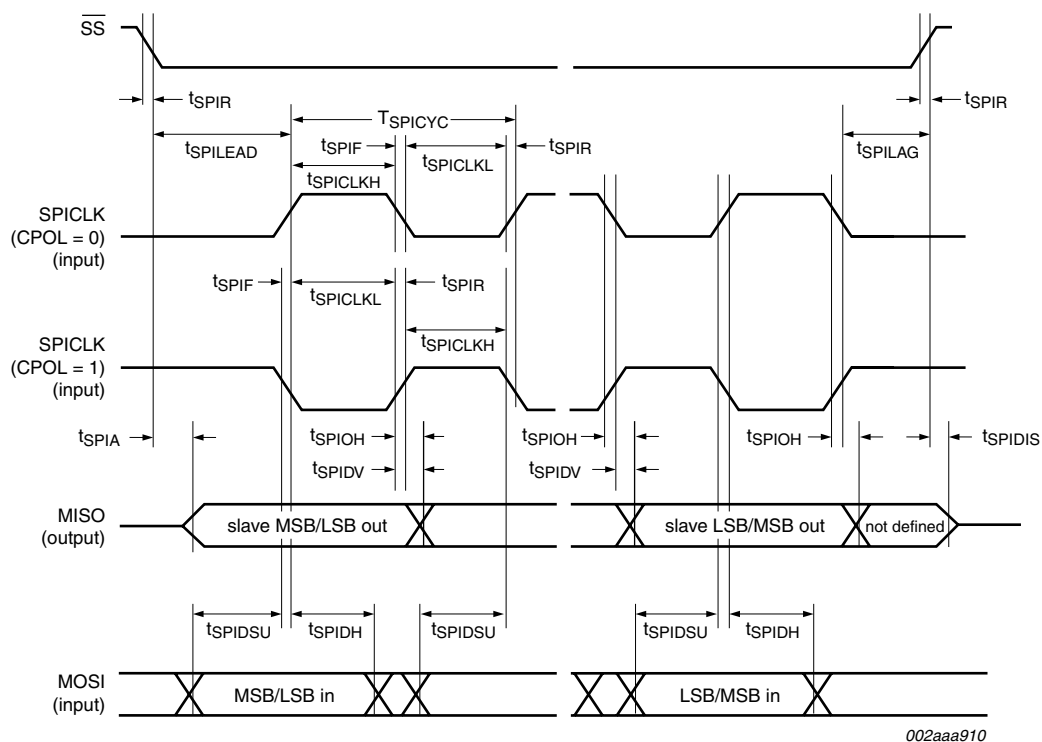 SS
tSPIR
tSPIR
TSPICYC
tSPILEAD
tSPIF
tSPICLKL
tSPIR
tSPILAG
tSPICLKH
SPICLK
(CPOL = 0)
(input)
tSPIF
tSPICLKL
tSPIR
tSPICLKH
SPICLK
(CPOL = 1)
(input)
tSPIA
tSPIOH
tSPIOH
tSPIOH
tSPIDIS
tSPIDV
tSPIDV
MISO
(output)
slave MSB/LSB out
slave LSB/MSB out
not defined
tSPIDSU
tSPIDH
tSPIDSU
tSPIDSU
tSPIDH
MOSI
(input)
MSB/LSB in
LSB/MSB in
002aaa910